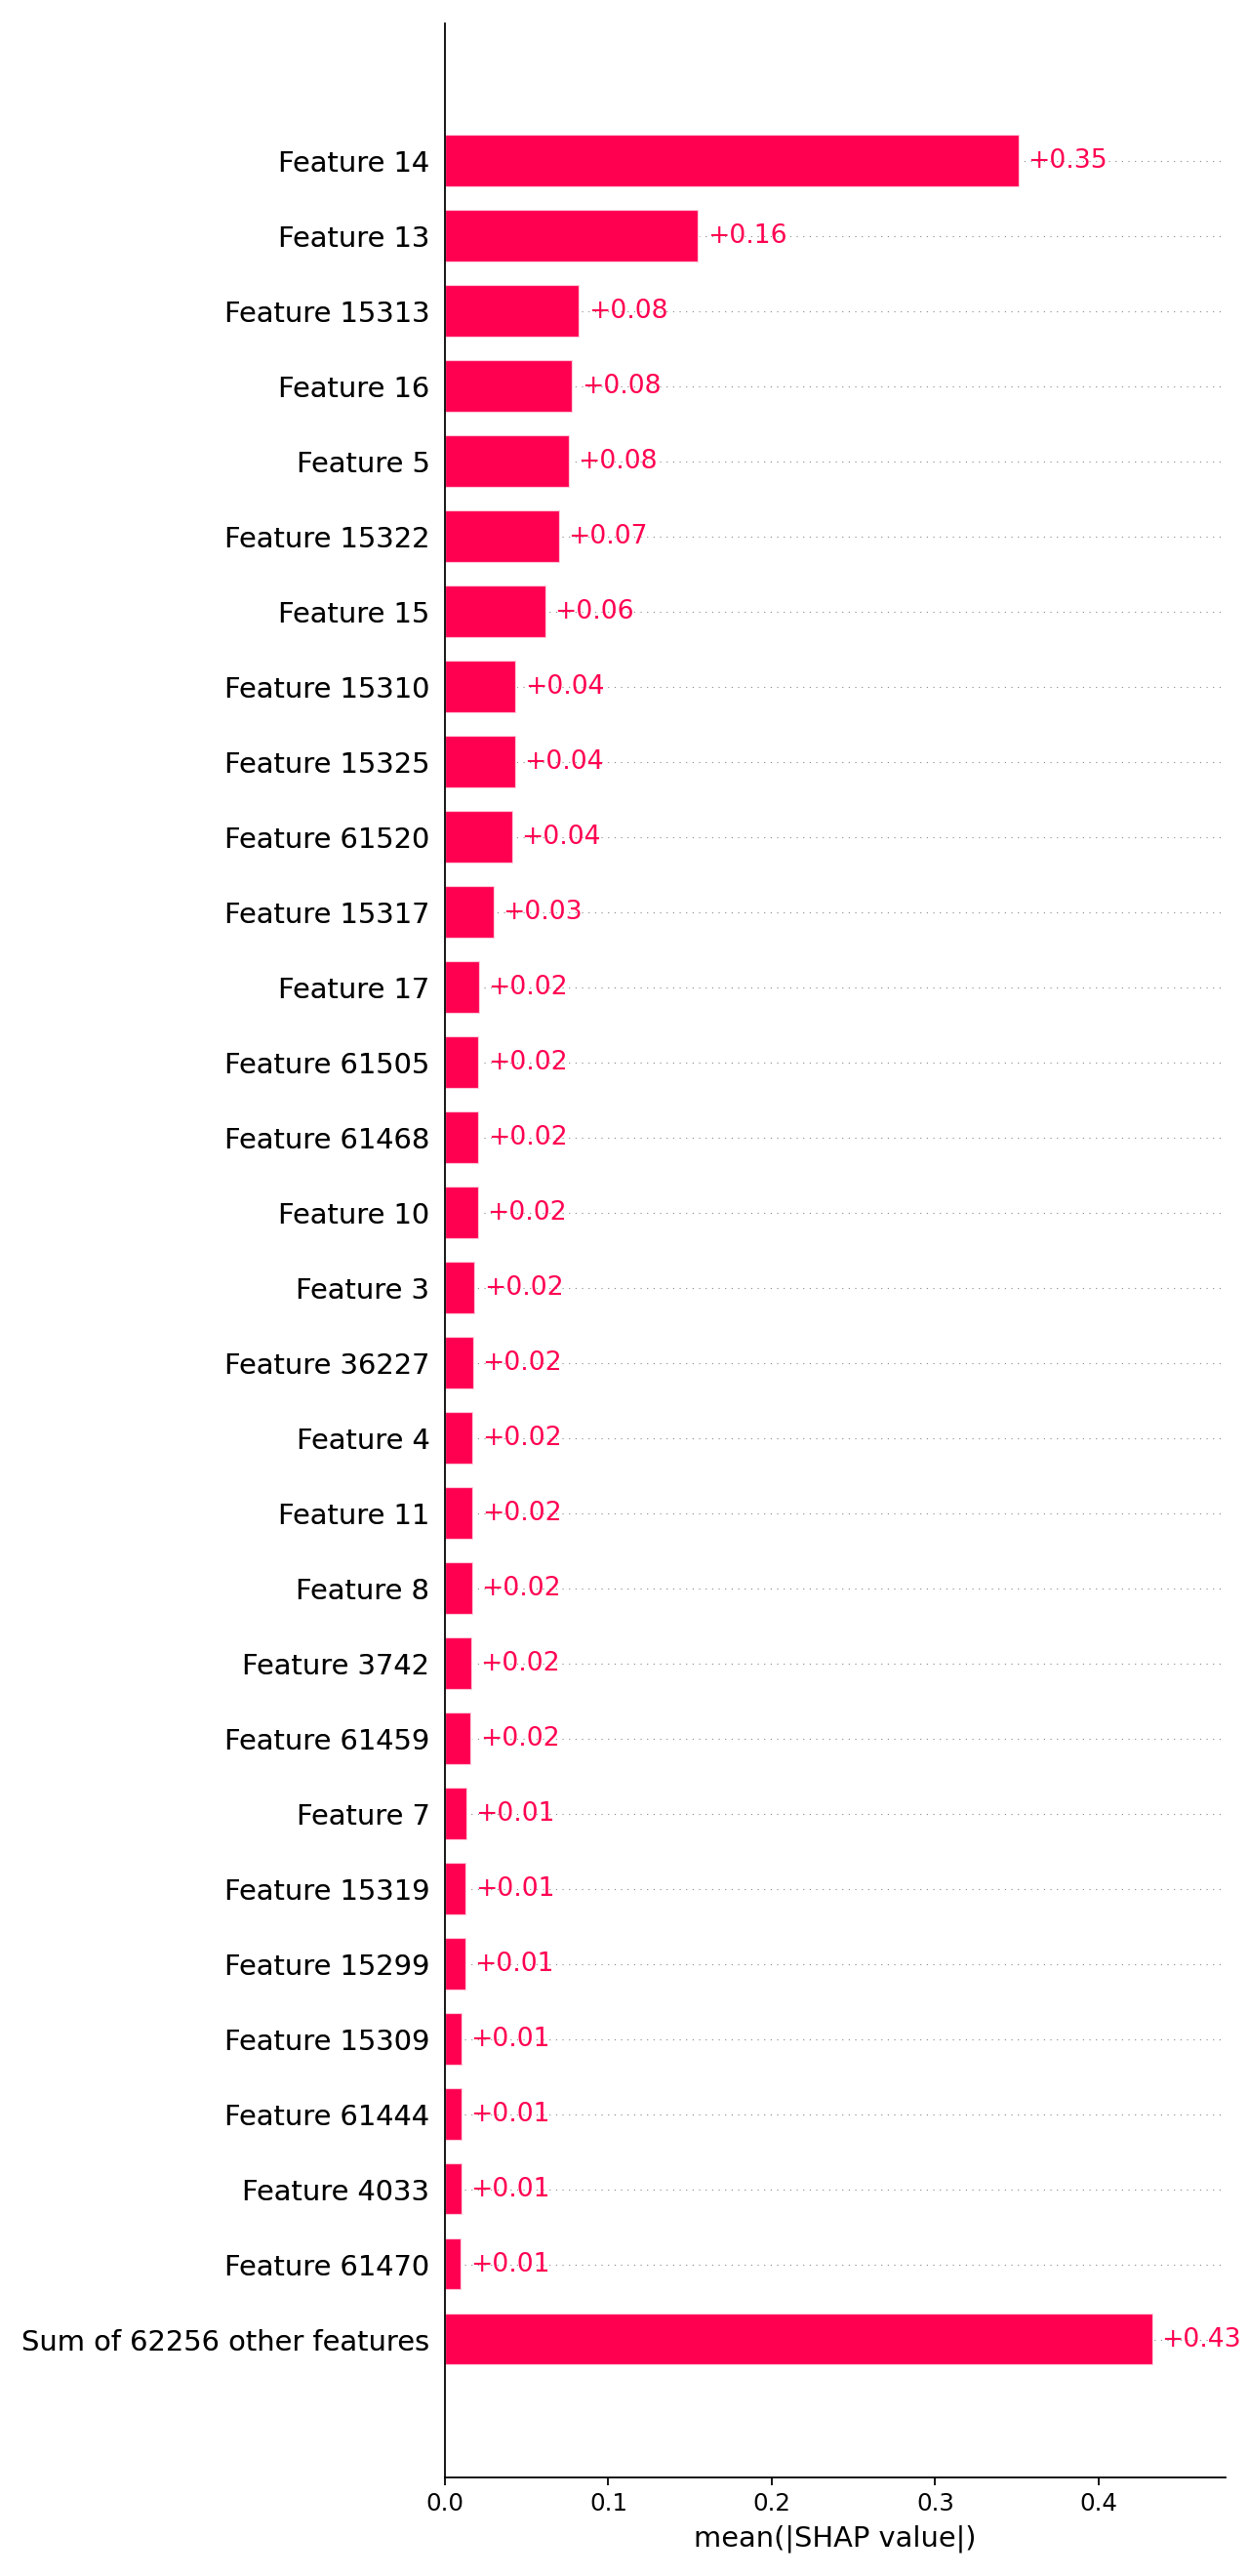 Feature 14 +0.35
Feature 13 +0.16
Feature 15313 +0.08
Feature 16 +0.08
Feature 5 +0.08
Feature 15322 +0.07
Feature 15 +0.06
Feature 15310 +0.04
Feature 15325 +0.04
Feature 61520 +0.04
Feature 15317 +0.03
Feature 17 +0.02
Feature 61505 +0.02
Feature 61468 +0.02
Feature 10 +0.02
Feature 3 +0.02
Feature 36227 +0.02
Feature 4 +0.02
Feature 11 +0.02
Feature 8 +0.02
Feature 3742 +0.02
Feature 61459 +0.02
Feature 7 +0.01
Feature 15319 +0.01
Feature 15299 +0.01
Feature 15309 +0.01
Feature 61444 +0.01
Feature 4033 +0.01
Feature 61470 +0.01
Sum of 62256 other features +0.43
0.0 0.1 0.2 0.3 0.4
mean(|SHAP value|)